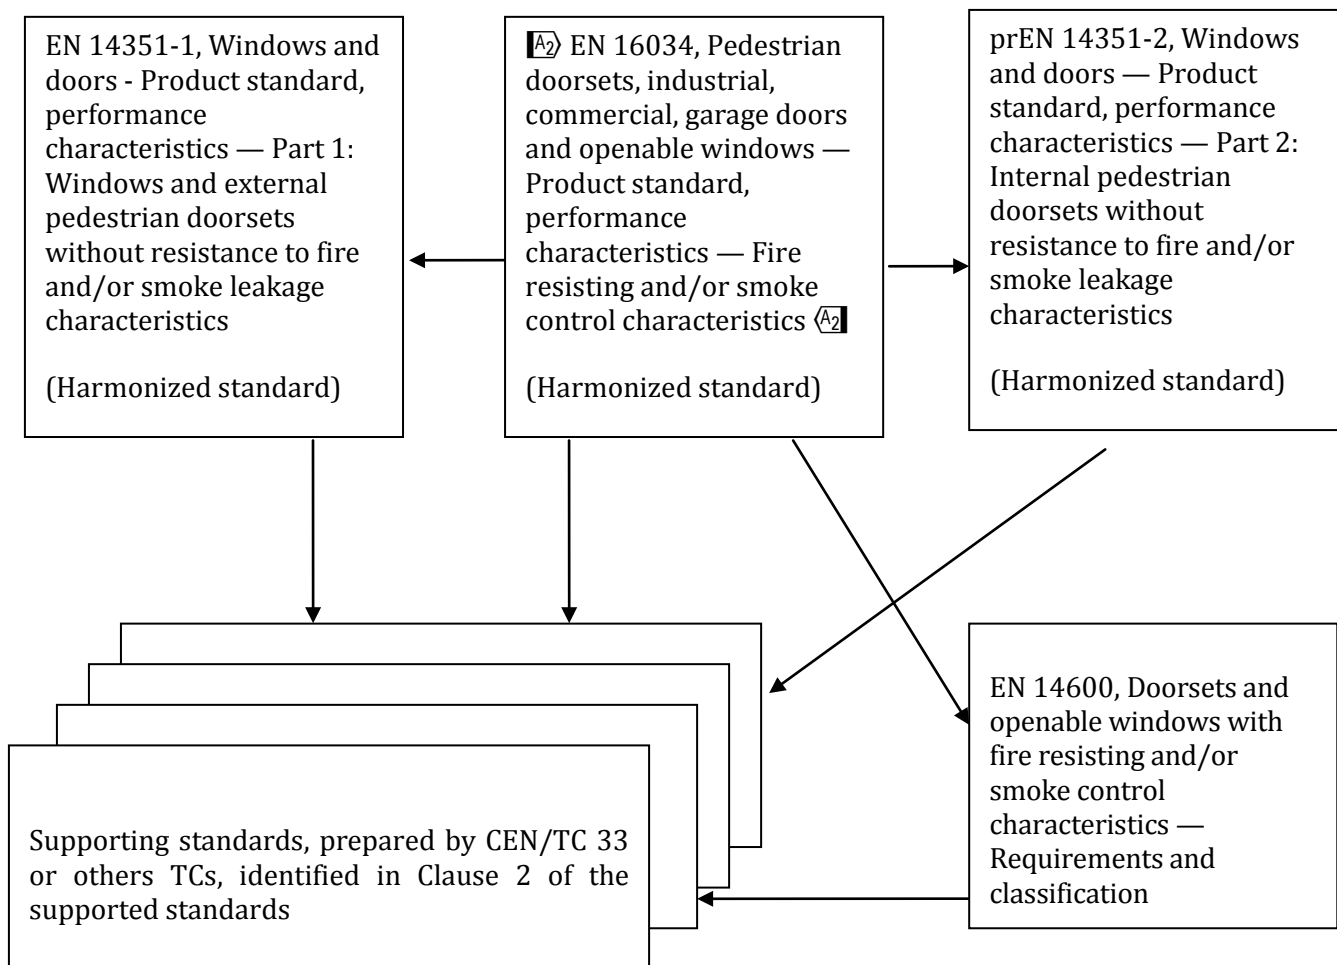 EN 14351-1, Windows and
doors - Product standard,
performance
characteristics — Part 1:
Windows and external
pedestrian doorsets
without resistance to fire
and/or smoke leakage
characteristics
(Harmonized standard)
A2 EN 16034, Pedestrian
doorsets, industrial,
commercial, garage doors
and openable windows —
Product standard,
performance
characteristics — Fire
resisting and/or smoke
control characteristics A2
(Harmonized standard)
prEN 14351-2, Windows
and doors — Product
standard, performance
characteristics — Part 2:
Internal pedestrian
doorsets without
resistance to fire and/or
smoke leakage
characteristics
(Harmonized standard)
Supporting standards, prepared by CEN/TC 33
or others TCs, identified in Clause 2 of the
supported standards
EN 14600, Doorsets and
openable windows with
fire resisting and/or
smoke control
characteristics —
Requirements and
classification